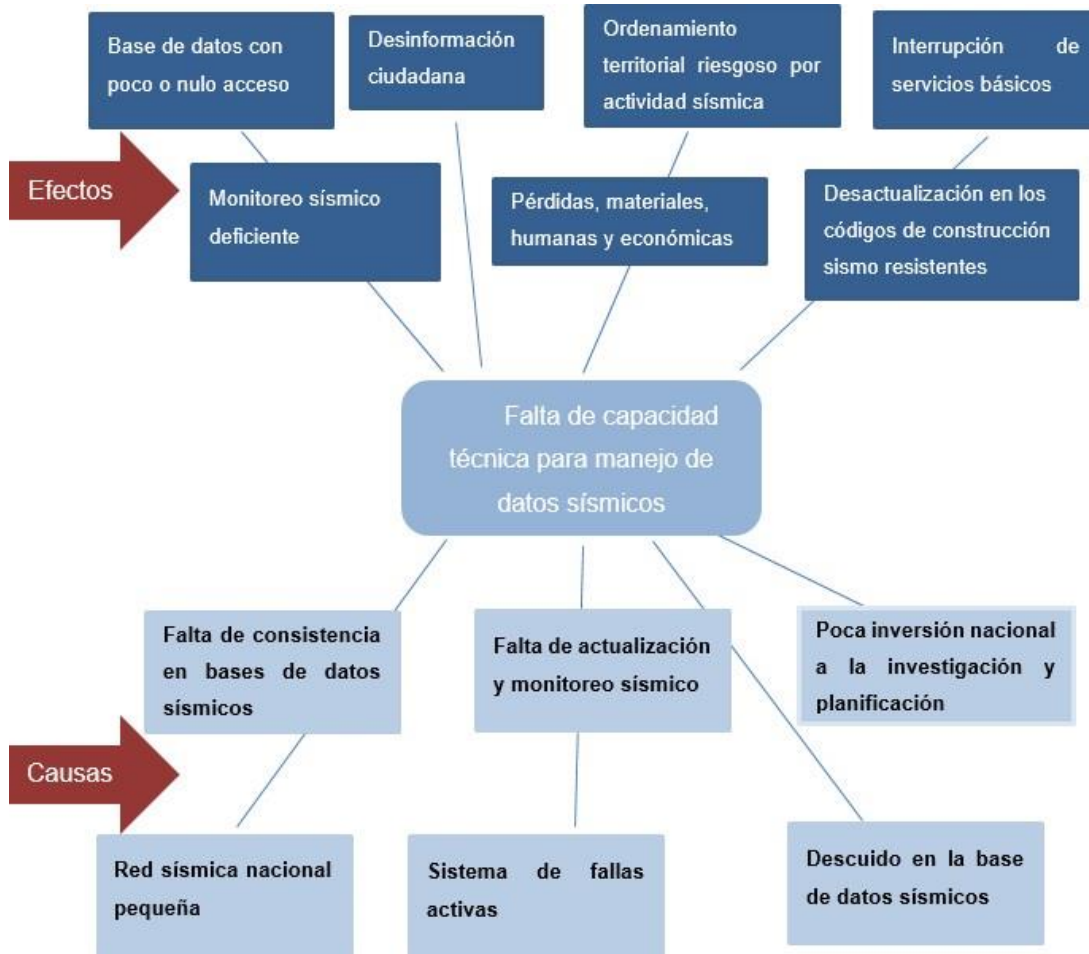 Base de datos con
poco o nulo acceso
Desinformación
ciudadana
Ordenamiento
territorial riesgoso por
actividad sísmica
Interrupción de
servicios básicos
Efectos
Monitoreo sísmico
deficiente
Pérdidas, materiales,
humanas y económicas
Desactualización en los
códigos de construcción
sismo resistentes
Falta de capacidad
técnica para manejo de
datos sísmicos
Falta de consistencia
en bases de datos
sísmicos
Falta de actualización
y monitoreo sísmico
Poca inversión nacional
a la investigación y
planificación
Causas
Red sísmica nacional
pequeña
Sistema de fallas
activas
Descuido en la base
de datos sísmicos